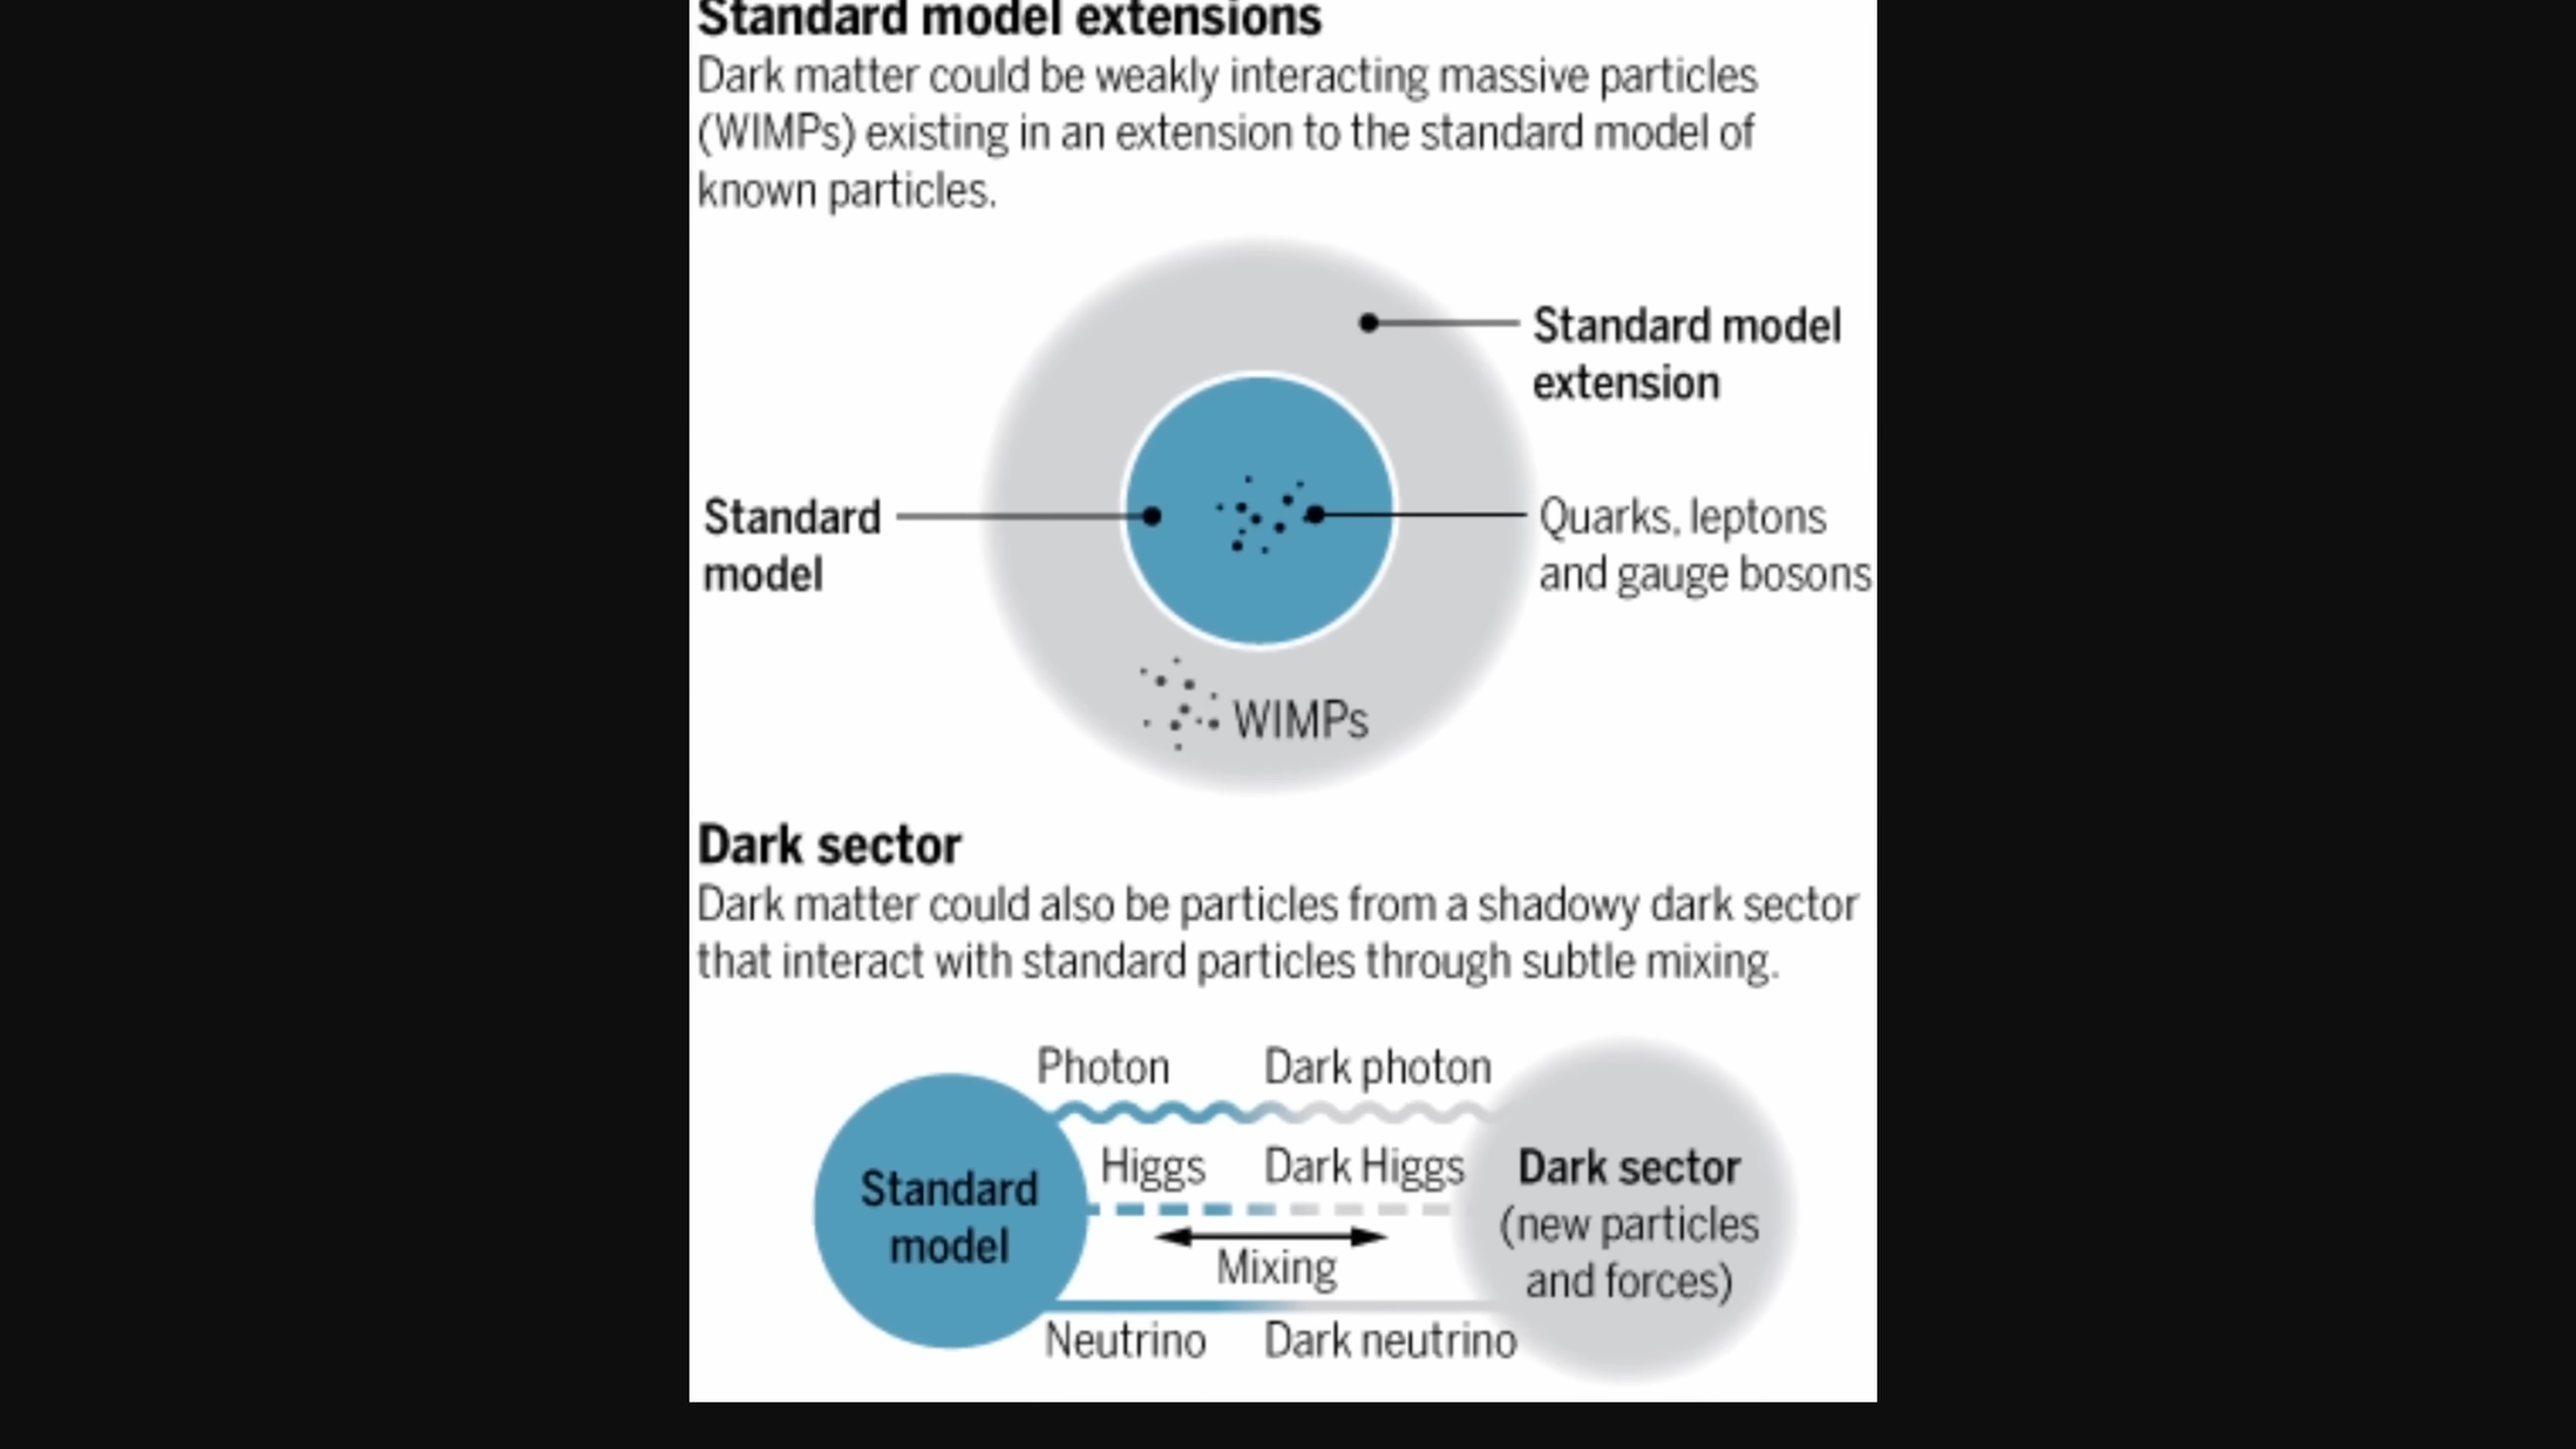 Standard model extensions
Dark matter could be weakly interacting massive particles
(WIMPs) existing in an extension to the standard model of
known particles.
Standard model
extension
Standard
model
Quarks, leptons
and gauge bosons
WIMPs
Dark sector
Dark matter could also be particles from a shadowy dark sector
that interact with standard particles through subtle mixing.
Photon Dark photon
Higgs Dark Higgs
Standard
model
Mixing
Dark sector
(new particles
and forces)
Neutrino Dark neutrino